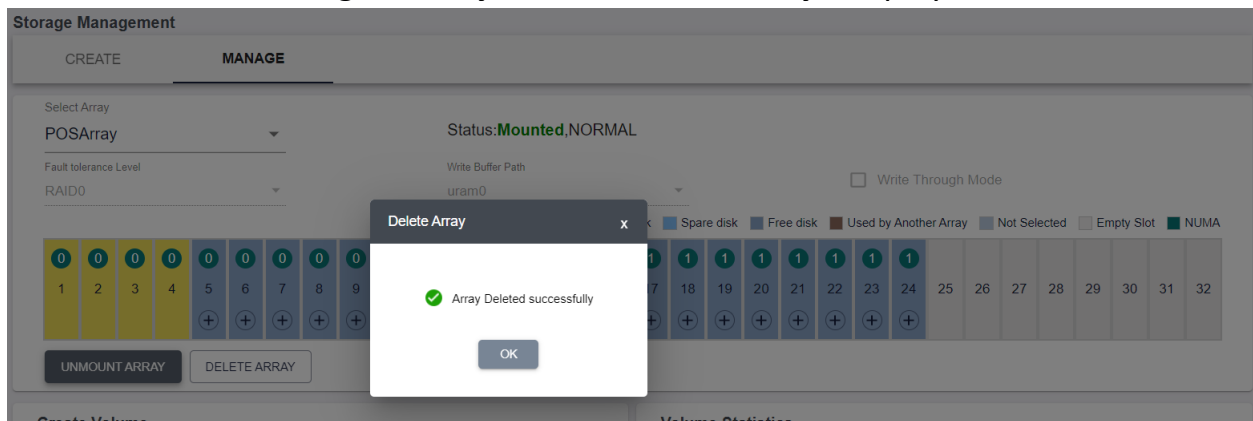 Storage Management
CREATE MANAGE
Select Array
POSArray Status:Mounted,NORMAL
Fault tolerance Level Write Buffer Path
RAID0 uram0 Write Through Mode
Delete Array x
Spare disk Free disk Used by Another Array Not Selected Empty Slot NUMA
0 0 0 0 0 0 0 0 0 1 1 1 1 1 1 1 1
1 2 3 4 5 6 7 8 9 18 19 20 21 22 23 24 25 26 27 28 29 30 31 32
+ + + + + + + + + + + + +
Array Deleted successfully
OK
UNMOUNT ARRAY DELETE ARRAY